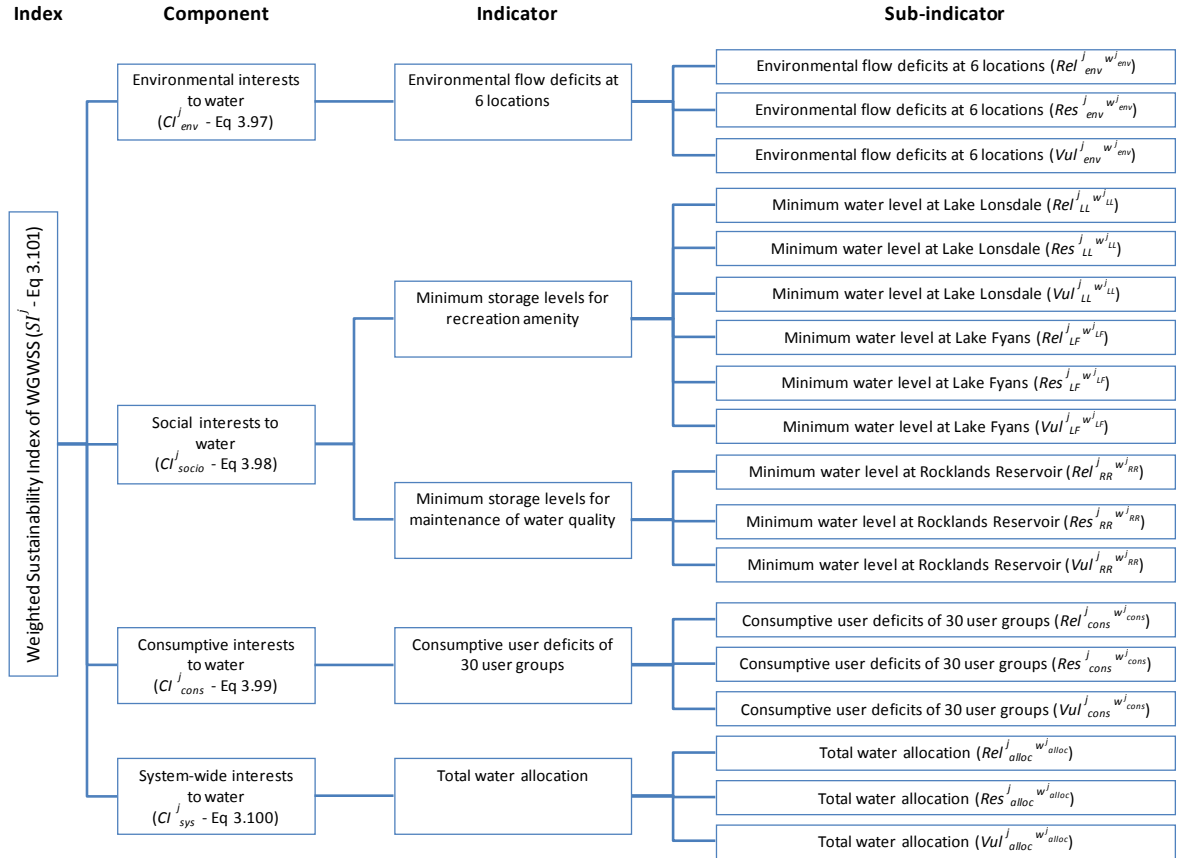 Index Component Indicator Sub-indicator
Weighted Sustainability Index of WGWSS (SI^j - Eq 3.101)
Environmental interests
to water
(CI^j_env - Eq 3.97)
Environmental flow deficits at
6 locations
Environmental flow deficits at 6 locations (Rel^j_env^w^j_env)
Environmental flow deficits at 6 locations (Res^j_env^w^j_env)
Environmental flow deficits at 6 locations (Vul^j_env^w^j_env)
Social interests to
water
(CI^j_socio - Eq 3.98)
Minimum storage levels for
recreation amenity
Minimum water level at Lake Lonsdale (Rel^j_LL^w^j_LL)
Minimum water level at Lake Lonsdale (Res^j_LL^w^j_LL)
Minimum water level at Lake Lonsdale (Vul^j_LL^w^j_LL)
Minimum water level at Lake Fyans (Rel^j_LF^w^j_LF)
Minimum water level at Lake Fyans (Res^j_LF^w^j_LF)
Minimum water level at Lake Fyans (Vul^j_LF^w^j_LF)
Minimum storage levels for
maintenance of water quality
Minimum water level at Rocklands Reservoir (Rel^j_RR^w^j_RR)
Minimum water level at Rocklands Reservoir (Res^j_RR^w^j_RR)
Minimum water level at Rocklands Reservoir (Vul^j_RR^w^j_RR)
Consumptive interests
to water
(CI^j_cons - Eq 3.99)
Consumptive user deficits of
30 user groups
Consumptive user deficits of 30 user groups (Rel^j_cons^w^j_cons)
Consumptive user deficits of 30 user groups (Res^j_cons^w^j_cons)
Consumptive user deficits of 30 user groups (Vul^j_cons^w^j_cons)
System-wide interests
to water
(CI^j_sys - Eq 3.100)
Total water allocation
Total water allocation (Rel^j_alloc^w^j_alloc)
Total water allocation (Res^j_alloc^w^j_alloc)
Total water allocation (Vul^j_alloc^w^j_alloc)